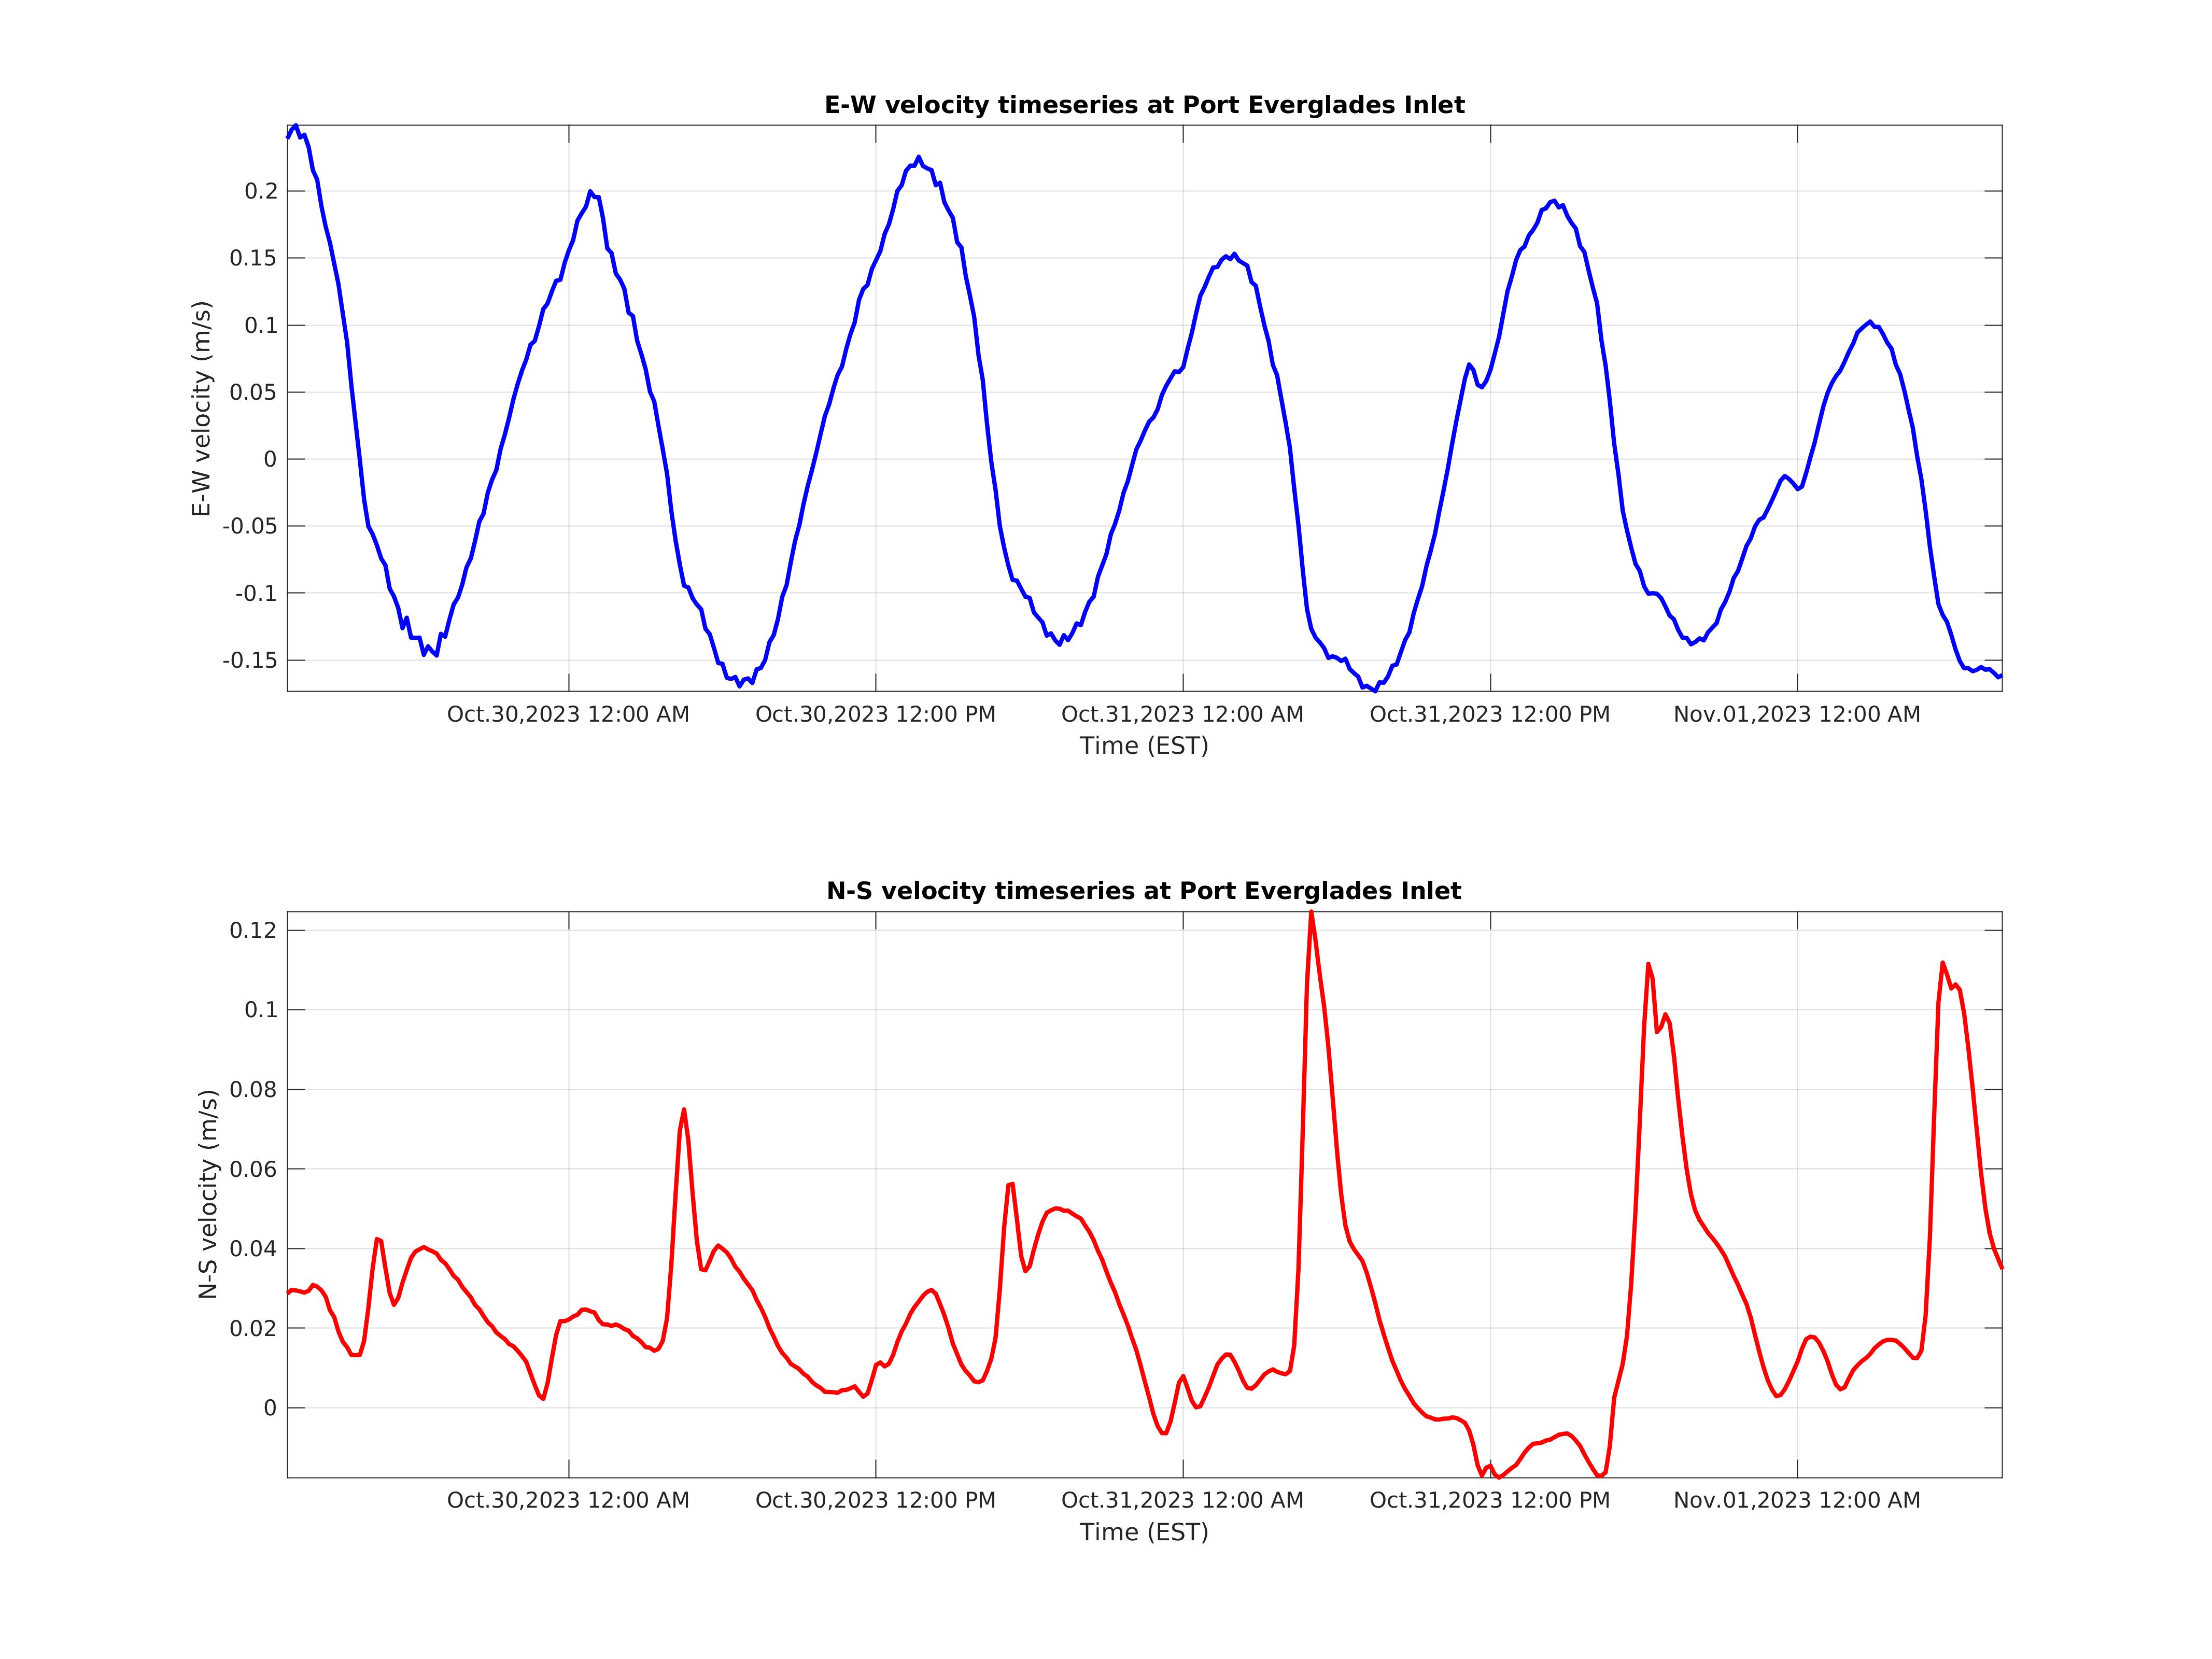 E-W velocity timeseries at Port Everglades Inlet
E-W velocity (m/s)
0.2
0.15
0.1
0.05
0
-0.05
-0.1
-0.15
Oct.30,2023 12:00 AM Oct.30,2023 12:00 PM Oct.31,2023 12:00 AM Oct.31,2023 12:00 PM Nov.01,2023 12:00 AM
Time (EST)
N-S velocity timeseries at Port Everglades Inlet
N-S velocity (m/s)
0.12
0.1
0.08
0.06
0.04
0.02
0
Oct.30,2023 12:00 AM Oct.30,2023 12:00 PM Oct.31,2023 12:00 AM Oct.31,2023 12:00 PM Nov.01,2023 12:00 AM
Time (EST)